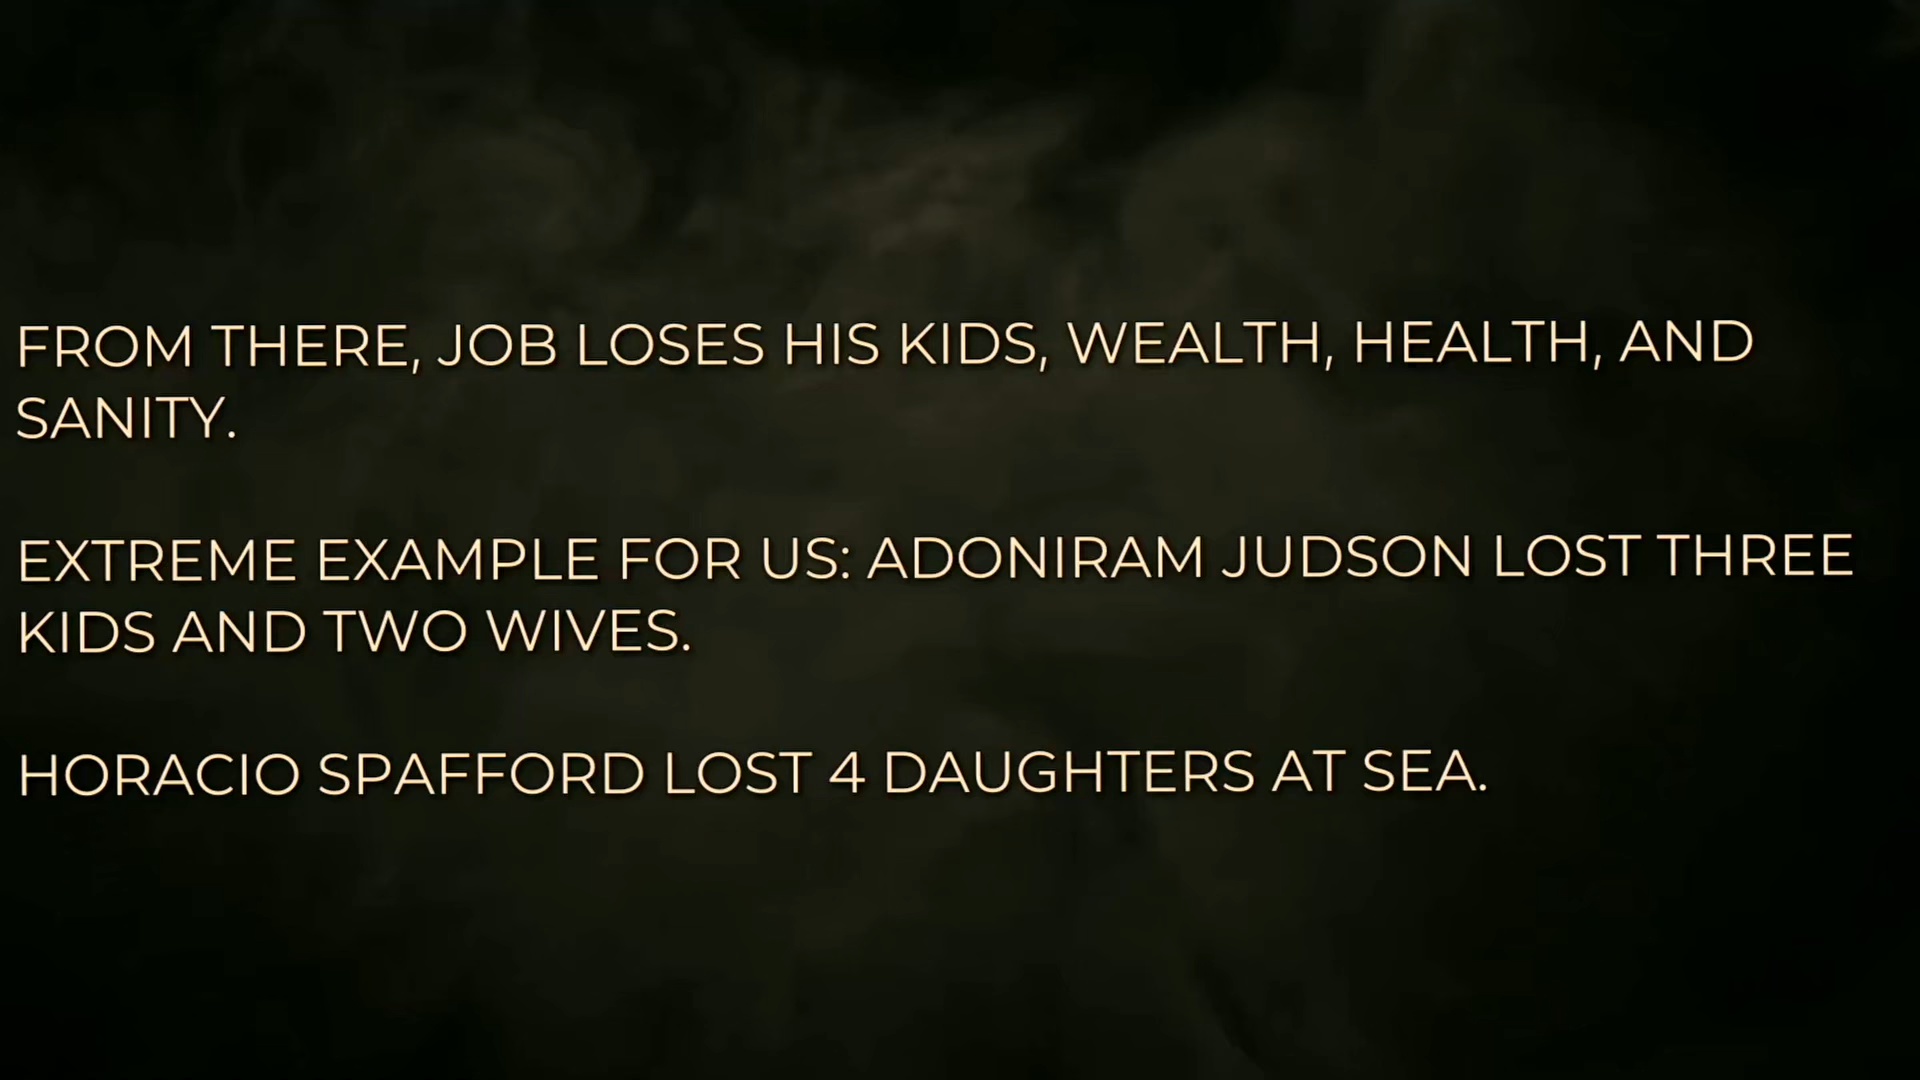 FROM THERE, JOB LOSES HIS KIDS, WEALTH, HEALTH, AND
SANITY.
EXTREME EXAMPLE FOR US: ADONIRAM JUDSON LOST THREE
KIDS AND TWO WIVES.
HORACIO SPAFFORD LOST 4 DAUGHTERS AT SEA.